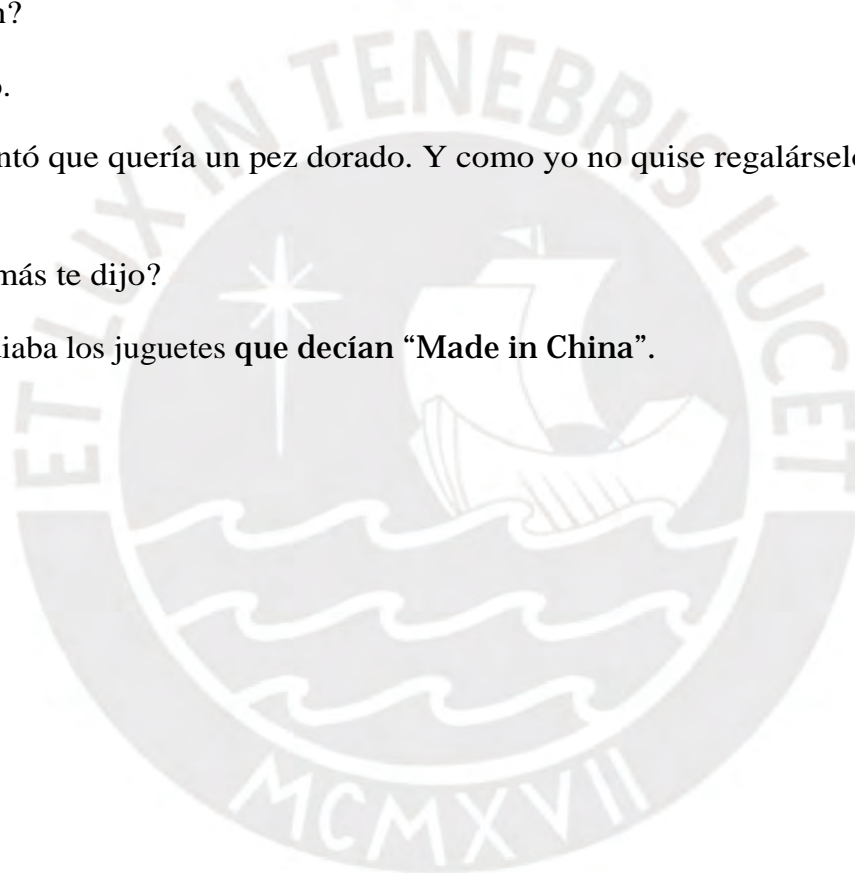 n?
o.
ntó que quería un pez dorado. Y como yo no quise regalárselo
más te dijo?
diaba los juguetes que decían “Made in China”.
ET LUX IN TENEBRIS LUCET
MCMXVII